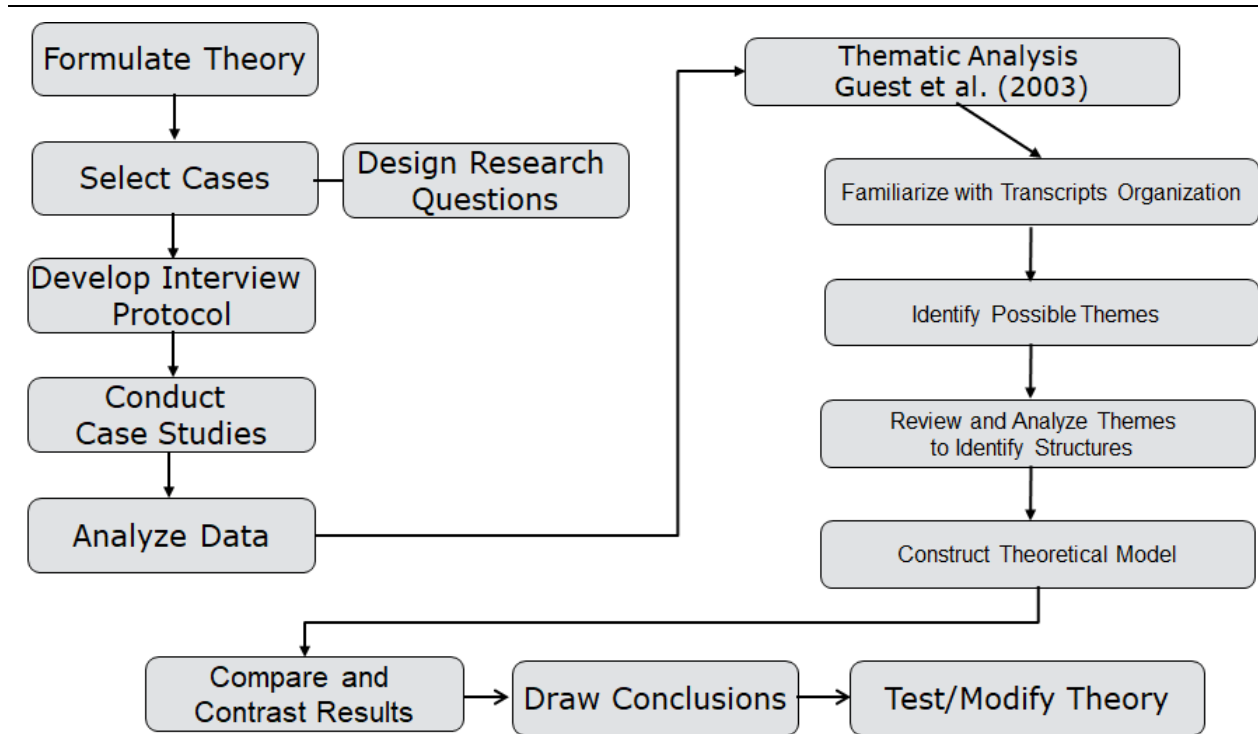 Formulate Theory
Select Cases
Design Research
Questions
Develop Interview
Protocol
Conduct
Case Studies
Analyze Data
Thematic Analysis
Guest et al. (2003)
Familiarize with Transcripts Organization
Identify Possible Themes
Review and Analyze Themes
to Identify Structures
Construct Theoretical Model
Compare and
Contrast Results
Draw Conclusions
Test/Modify Theory